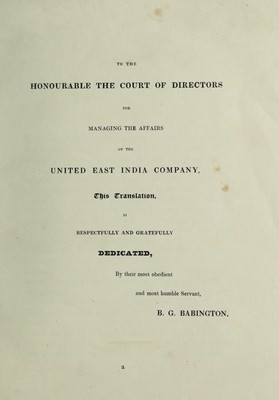 TO THE
HONOURABLE THE COURT OF DIRECTORS
FOR
MANAGING THE AFFAIRS
OF THE
UNITED EAST INDIA COMPANY,
This Translation,
IS
RESPECTFULLY AND GRATEFULLY
DEDICATED,
By their most obedient
and most humble Servant,
B. G. BABINGTON.
a